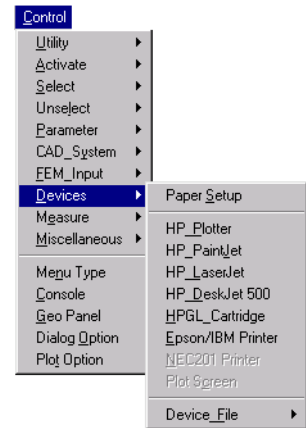 Control
Utility
Activate
Select
Unselect
Parameter
CAD_System
FEM_Input
Devices
Measure
Miscellaneous
Menu Type
Console
Geo Panel
Dialog Option
Plot Option
Paper Setup
HP_Plotter
HP_PaintJet
HP_LaserJet
HP_DeskJet 500
HPGL_Cartridge
Epson/IBM Printer
NEC201 Printer
Plot Screen
Device_File